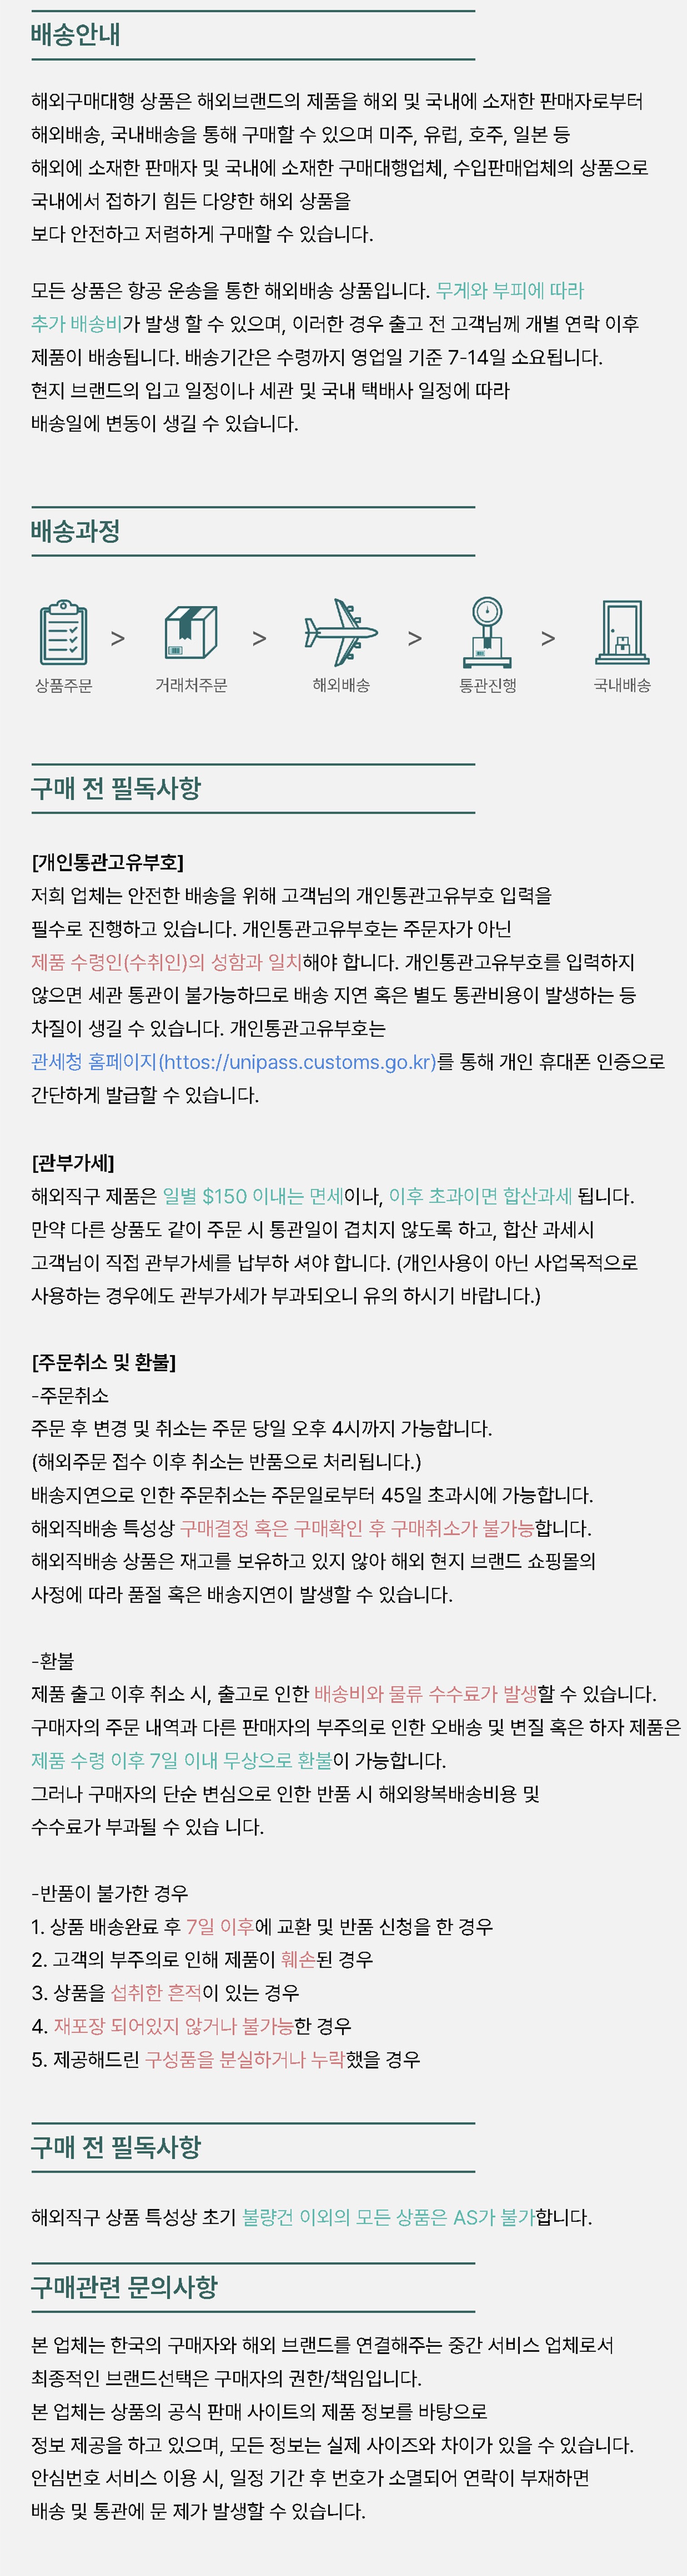 배송안내
해외구매대행 상품은 해외브랜드의 제품을 해외 및 국내에 소재한 판매자로부터
해외배송, 국내배송을 통해 구매할 수 있으며 미주, 유럽, 호주, 일본 등
해외에 소재한 판매자 및 국내에 소재한 구매대행업체, 수입판매업체의 상품으로
국내에서 접하기 힘든 다양한 해외 상품을
보다 안전하고 저렴하게 구매할 수 있습니다.
모든 상품은 항공 운송을 통한 해외배송 상품입니다. 무게와 부피에 따라
추가 배송비가 발생 할 수 있으며, 이러한 경우 출고 전 고객님께 개별 연락 이후
제품이 배송됩니다. 배송기간은 수령까지 영업일 기준 7-14일 소요됩니다.
현지 브랜드의 입고 일정이나 세관 및 국내 택배사 일정에 따라
배송일에 변동이 생길 수 있습니다.
배송과정
상품주문 > 거래처주문 > 해외배송 > 통관진행 > 국내배송
구매 전 필독사항
[개인통관고유부호]
저희 업체는 안전한 배송을 위해 고객님의 개인통관고유부호 입력을
필수로 진행하고 있습니다. 개인통관고유부호는 주문자가 아닌
제품 수령인(수취인)의 성함과 일치해야 합니다. 개인통관고유부호를 입력하지
않으면 세관 통관이 불가능하므로 배송 지연 혹은 별도 통관비용이 발생하는 등
차질이 생길 수 있습니다. 개인통관고유부호는
관세청 홈페이지(httos://unipass.customs.go.kr)를 통해 개인 휴대폰 인증으로
간단하게 발급할 수 있습니다.
[관부가세]
해외직구 제품은 일별 $150 이내는 면세이나, 이후 초과이면 합산과세 됩니다.
만약 다른 상품도 같이 주문 시 통관일이 겹치지 않도록 하고, 합산 과세시
고객님이 직접 관부가세를 납부하 셔야 합니다. (개인사용이 아닌 사업목적으로
사용하는 경우에도 관부가세가 부과되오니 유의 하시기 바랍니다.)
[주문취소 및 환불]
-주문취소
주문 후 변경 및 취소는 주문 당일 오후 4시까지 가능합니다.
(해외주문 접수 이후 취소는 반품으로 처리됩니다.)
배송지연으로 인한 주문취소는 주문일로부터 45일 초과시에 가능합니다.
해외직배송 특성상 구매결정 혹은 구매확인 후 구매취소가 불가능합니다.
해외직배송 상품은 재고를 보유하고 있지 않아 해외 현지 브랜드 쇼핑몰의
사정에 따라 품절 혹은 배송지연이 발생할 수 있습니다.
-환불
제품 출고 이후 취소 시, 출고로 인한 배송비와 물류 수수료가 발생할 수 있습니다.
구매자의 주문 내역과 다른 판매자의 부주의로 인한 오배송 및 변질 혹은 하자 제품은
제품 수령 이후 7일 이내 무상으로 환불이 가능합니다.
그러나 구매자의 단순 변심으로 인한 반품 시 해외왕복배송비용 및
수수료가 부과될 수 있습 니다.
-반품이 불가한 경우
1. 상품 배송완료 후 7일 이후에 교환 및 반품 신청을 한 경우
2. 고객의 부주의로 인해 제품이 훼손된 경우
3. 상품을 섭취한 흔적이 있는 경우
4. 재포장 되어있지 않거나 불가능한 경우
5. 제공해드린 구성품을 분실하거나 누락했을 경우
구매 전 필독사항
해외직구 상품 특성상 초기 불량건 이외의 모든 상품은 AS가 불가합니다.
구매관련 문의사항
본 업체는 한국의 구매자와 해외 브랜드를 연결해주는 중간 서비스 업체로서
최종적인 브랜드선택은 구매자의 권한/책임입니다.
본 업체는 상품의 공식 판매 사이트의 제품 정보를 바탕으로
정보 제공을 하고 있으며, 모든 정보는 실제 사이즈와 차이가 있을 수 있습니다.
안심번호 서비스 이용 시, 일정 기간 후 번호가 소멸되어 연락이 부재하면
배송 및 통관에 문 제가 발생할 수 있습니다.